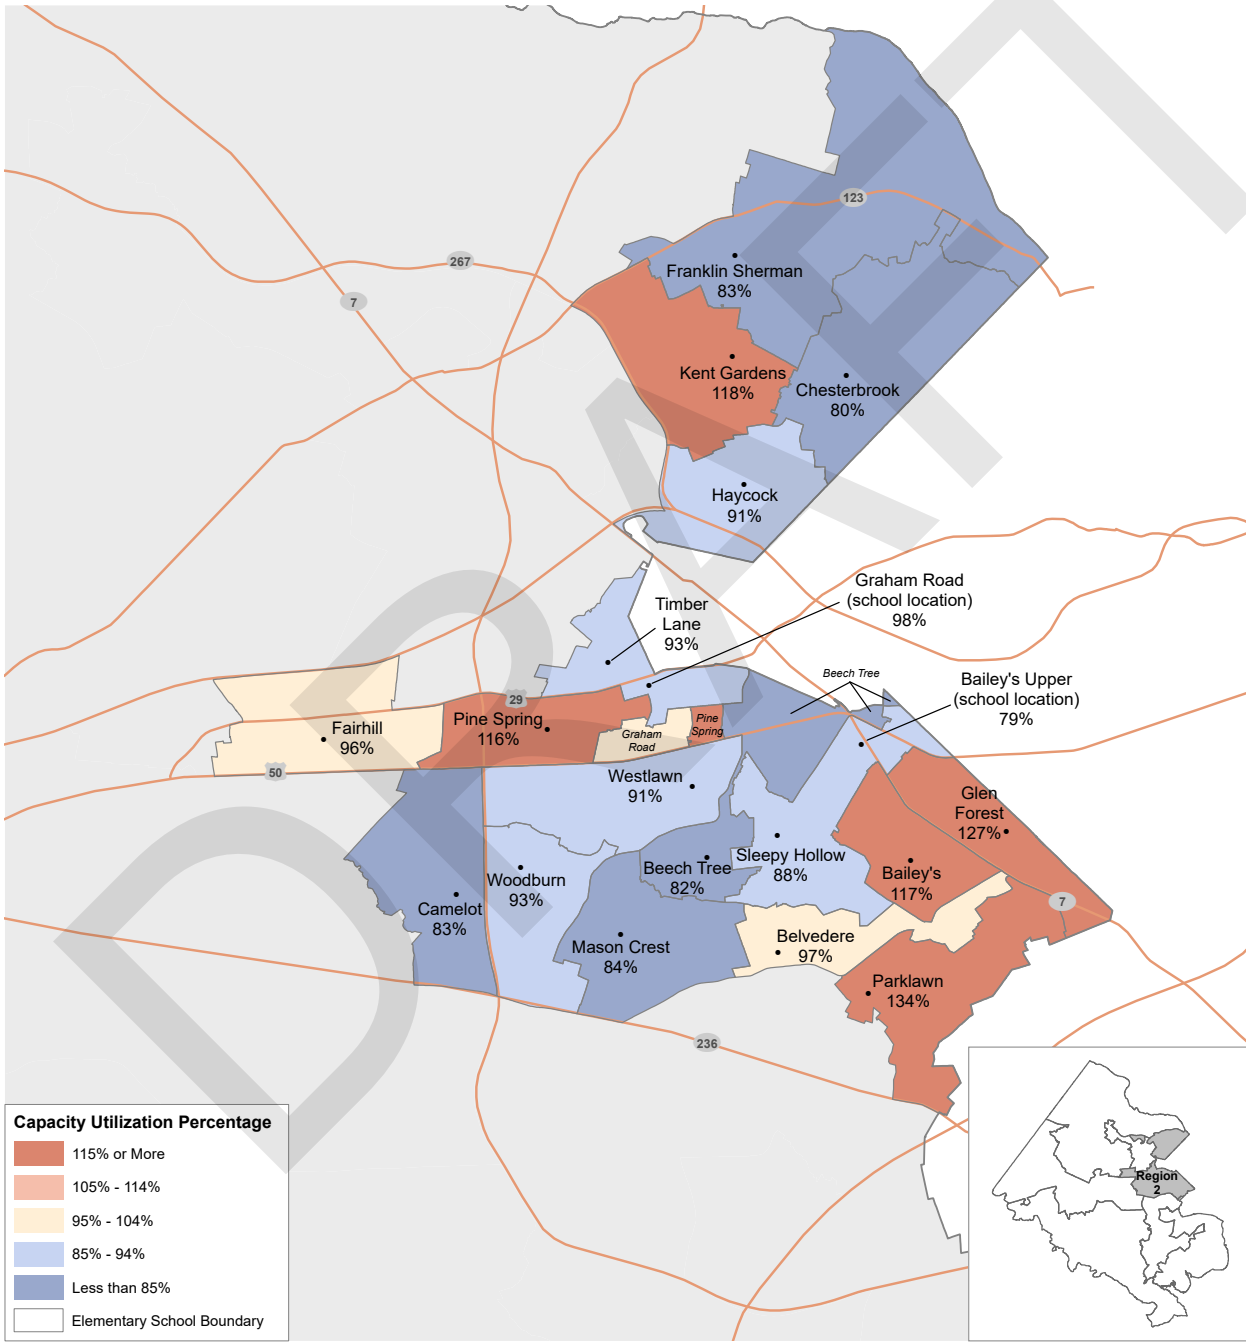 DRAFT
123
267
7
Franklin Sherman
83%
Kent Gardens
118%
Chesterbrook
80%
Haycock
91%
Graham Road
(school location)
98%
Timber
Lane
93%
Beech Tree
Bailey's Upper
(school location)
79%
29
Pine Spring
116%
Pine
Spring
Fairhill
96%
Graham
Road
50
Westlawn
91%
Glen
Forest
127%
Beech Tree
82%
Sleepy Hollow
88%
Bailey's
117%
Woodburn
93%
Camelot
83%
7
Mason Crest
84%
Belvedere
97%
Parklawn
134%
236
Capacity Utilization Percentage
115% or More
105% - 114%
95% - 104%
85% - 94%
Less than 85%
Elementary School Boundary
Region
2